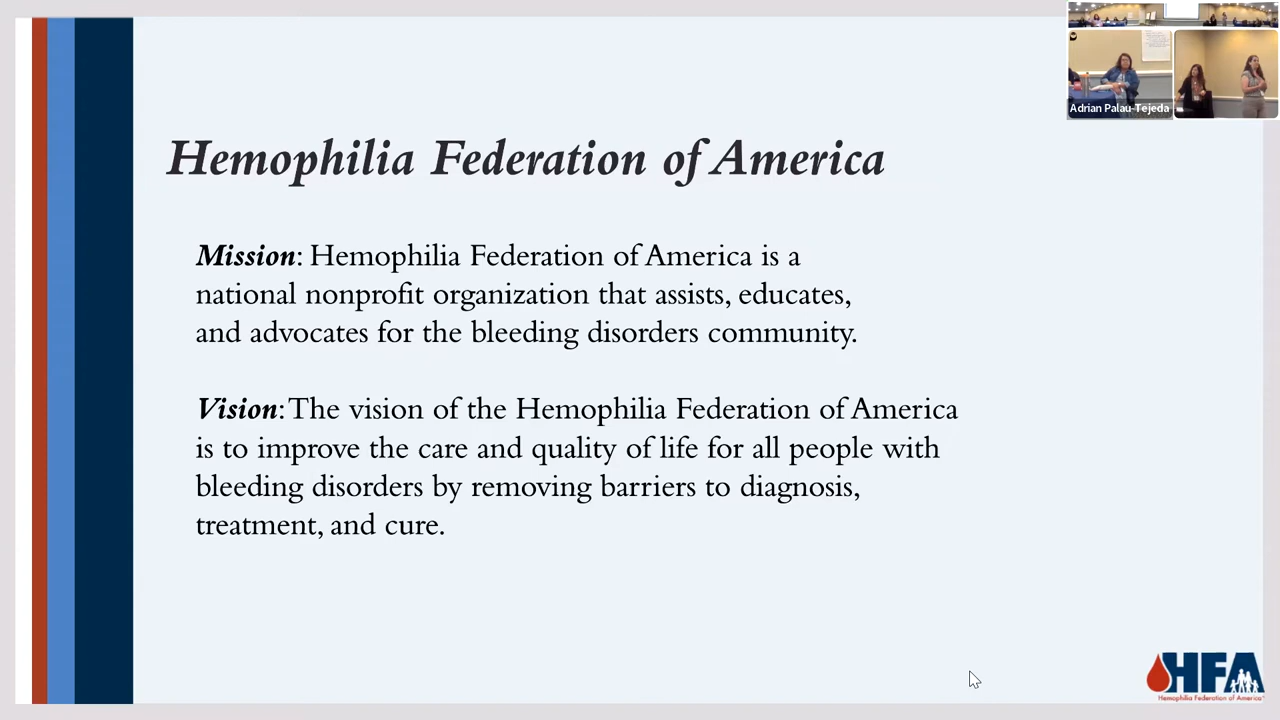 Adrian Palau-Tejeda
Hemophilia Federation of America
Mission: Hemophilia Federation of America is a
national nonprofit organization that assists, educates,
and advocates for the bleeding disorders community.
Vision: The vision of the Hemophilia Federation of America
is to improve the care and quality of life for all people with
bleeding disorders by removing barriers to diagnosis,
treatment, and cure.
HFA
Hemophilia Federation of America